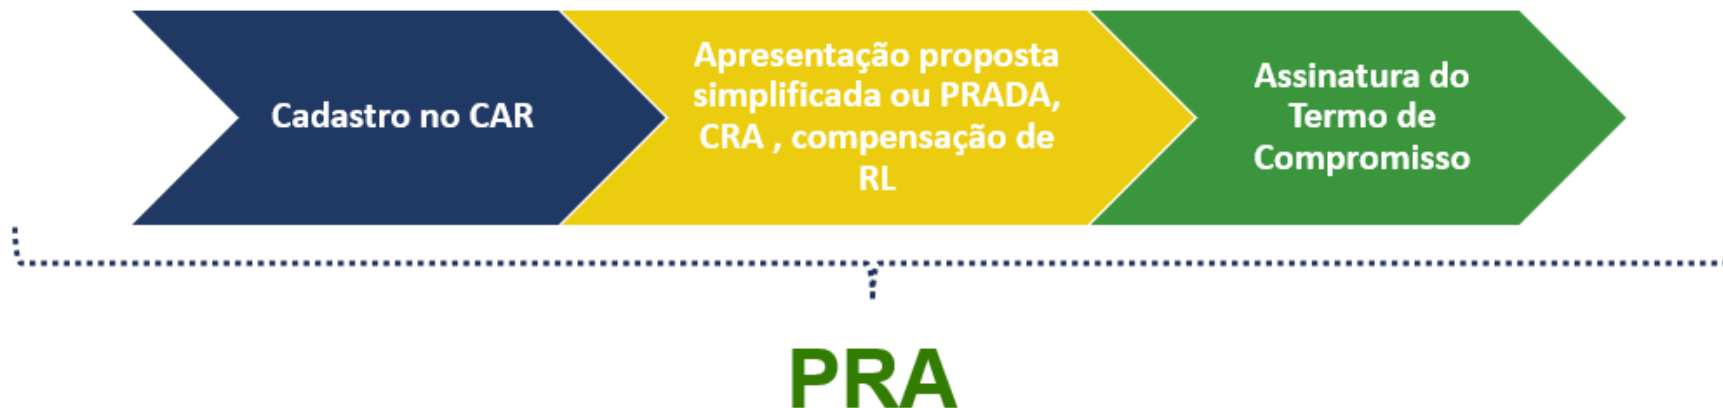 Cadastro no CAR
Apresentação proposta
simplificada ou PRADA,
CRA , compensação de
RL
Assinatura do
Termo de
Compromisso
PRA